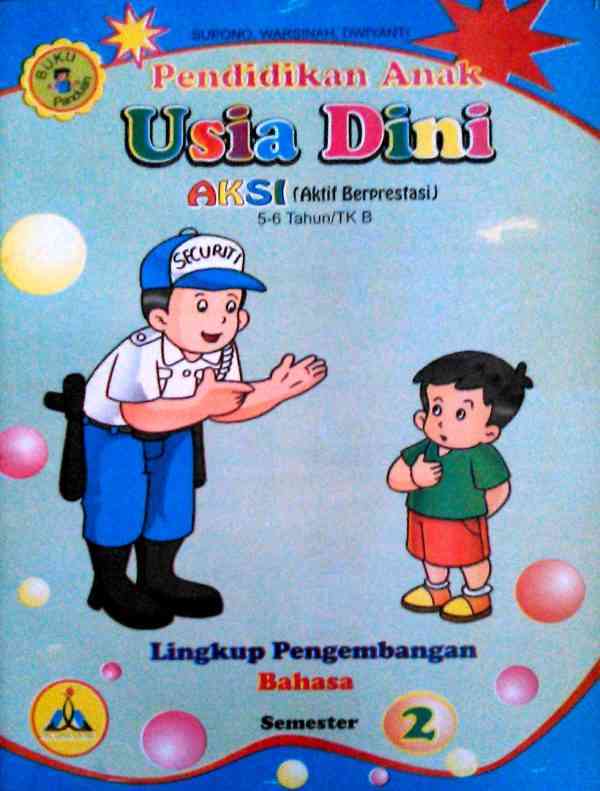 SUPONO, WARSINAH, DWIYANTI
BUKU
Panduan
Pendidikan Anak
Usia Dini
AKSI (Aktif Berprestasi)
5-6 Tahun/TK B
SECURITI
Lingkup Pengembangan
Bahasa
Semester 2